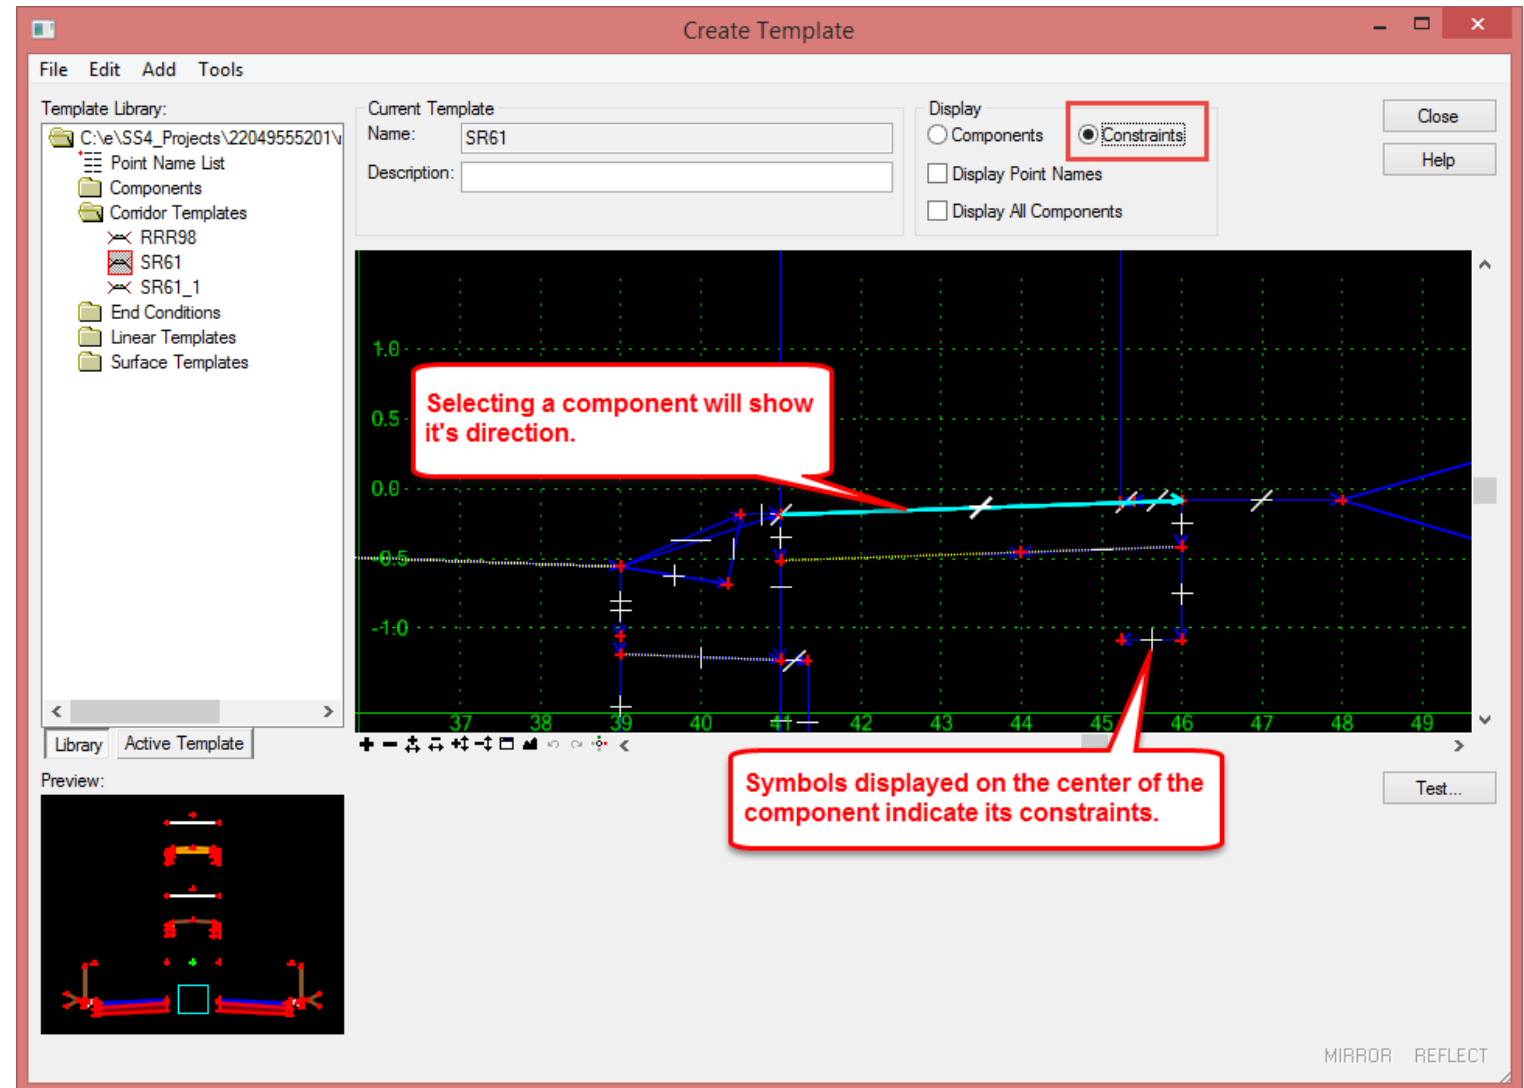 Create Template
File Edit Add Tools
Template Library:
C:\e\SS4_Projects\22049555201\
Point Name List
Components
Corridor Templates
RRR98
SR61
SR61_1
End Conditions
Linear Templates
Surface Templates
Library Active Template
Preview:
Current Template
Name: SR61
Description:
Display
Components Constraints
Display Point Names
Display All Components
Close
Help
1.0
0.5
0.0
-0.5
-1.0
37 38 39 40 41 42 43 44 45 46 47 48 49
Selecting a component will show
it's direction.
Symbols displayed on the center of the
component indicate its constraints.
Test...
MIRROR REFLECT